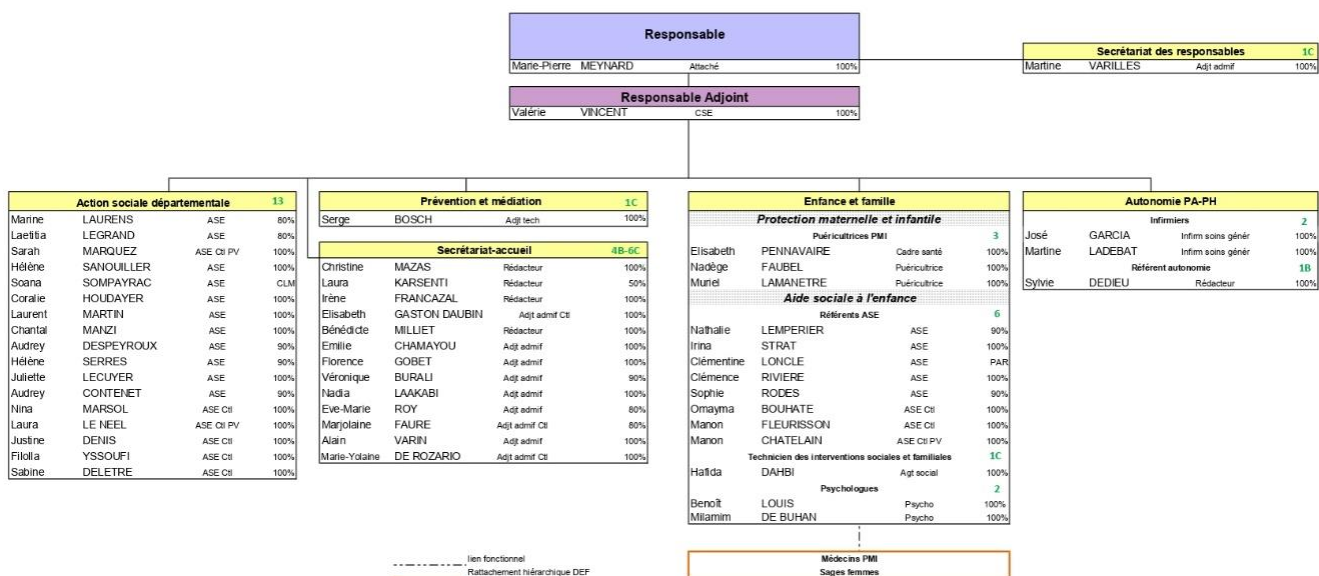 Responsable
Marie-Pierre MEYNARD Attaché 100%
Secrétariat des responsables 1C
Martine VARILLES Adjt admif 100%
Responsable Adjoint
Valérie VINCENT CSE 100%
Action sociale départementale 13
Marine LAURENS ASE 80%
Laetitia LEGRAND ASE 80%
Sarah MARQUEZ ASE Ctl PV 100%
Hélène SANOUILLER ASE 100%
Soana SOMPAYRAC ASE CLM
Coralie HOUDAYER ASE 100%
Laurent MARTIN ASE 100%
Chantal MANZI ASE 100%
Audrey DESPEYROUX ASE 90%
Hélène SERRES ASE 90%
Juliette LECUYER ASE 100%
Audrey CONTENET ASE 90%
Nina MARSOL ASE Ctl 100%
Laura LE NEEL ASE Ctl PV 100%
Justine DENIS ASE Ctl 100%
Filolla YSSOUFI ASE Ctl 100%
Sabine DELETRE ASE Ctl 100%
Prévention et médiation 1C
Serge BOSCH Adjt tech 100%
Secrétariat-accueil 4B-6C
Christine MAZAS Rédacteur 100%
Laura KARSENTI Rédacteur 50%
Irène FRANCAZAL Rédacteur 100%
Elisabeth GASTON DAUBIN Adjt admif Ctl 100%
Bénédicte MILLIET Rédacteur 100%
Emilie CHAMAYOU Adjt admif 100%
Florence GOBET Adjt admif 100%
Véronique BURALI Adjt admif 90%
Nadia LAAKABI Adjt admif 100%
Eve-Marie ROY Adjt admif 80%
Marjolaine FAURE Adjt admif Ctl 80%
Alain VARIN Adjt admif 100%
Marie-Yolaine DE ROZARIO Adjt admif Ctl 100%
Enfance et famille
Protection maternelle et infantile
Puéricultrices PMI 3
Elisabeth PENNAVAIRE Cadre santé 100%
Nadège FAUBEL Puéricultrice 100%
Muriel LAMANETRE Puéricultrice 100%
Aide sociale à l'enfance
Référents ASE 6
Nathalie LEMPERIER ASE 90%
Irina STRAT ASE 100%
Clémentine LONCLE ASE PAR
Clémence RIVIERE ASE 100%
Sophie RODES ASE 90%
Omayma BOUHATE ASE Ctl 100%
Manon FLEURISSON ASE Ctl 100%
Manon CHATELAIN ASE Ctl PV 100%
Technicien des interventions sociales et familiales 1C
Hafida DAHBI Agt social 100%
Psychologues 2
Benoît LOUIS Psycho 100%
Milamim DE BUHAN Psycho 100%
Autonomie PA-PH
Infirmiers 2
José GARCIA Infirm soins génér 100%
Martine LADEBAT Infirm soins génér 100%
Référent autonomie 1B
Sylvie DEDIEU Rédacteur 100%
lien fonctionnel
Rattachement hiérarchique DEF
Médecins PMI
Sages femmes